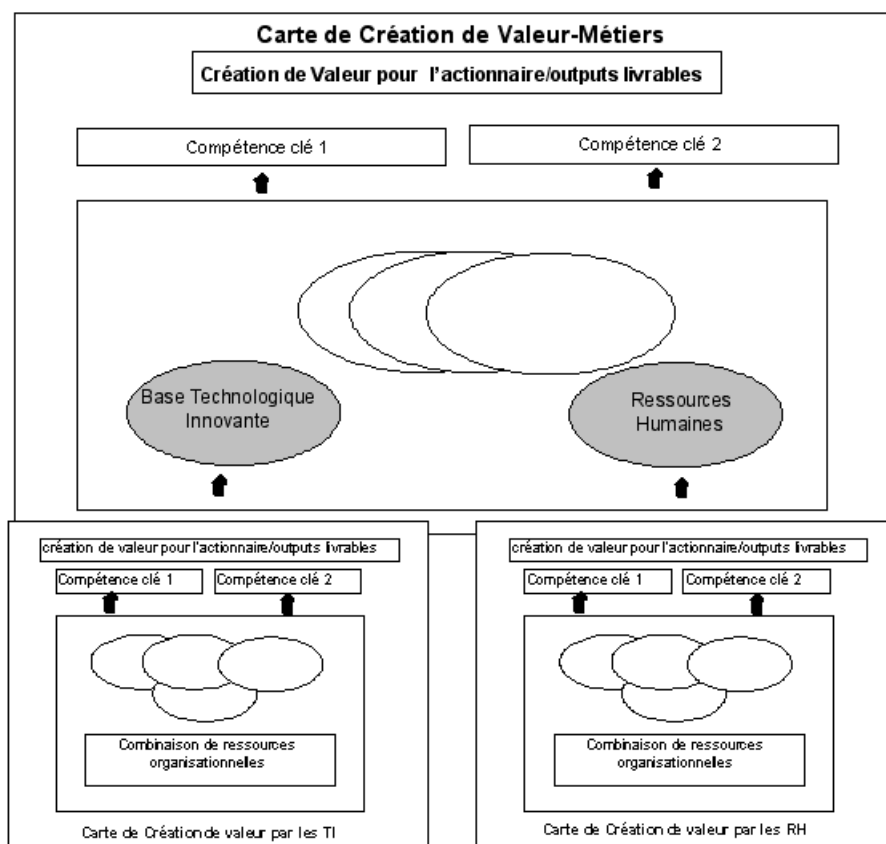 Carte de Création de Valeur-Métiers
Création de Valeur pour l'actionnaire/outputs livrables
Compétence clé 1
Compétence clé 2
Base Technologique
Innovante
Ressources
Humaines
création de valeur pour l'actionnaire/outputs livrables
Compétence clé 1
Compétence clé 2
Combinaison de ressources
organisationnelles
Carte de Création de valeur par les TI
création de valeur pour l'actionnaire/outputs livrables
Compétence clé 1
Compétence clé 2
Combinaison de ressources
organisationnelles
Carte de Création de valeur par les RH